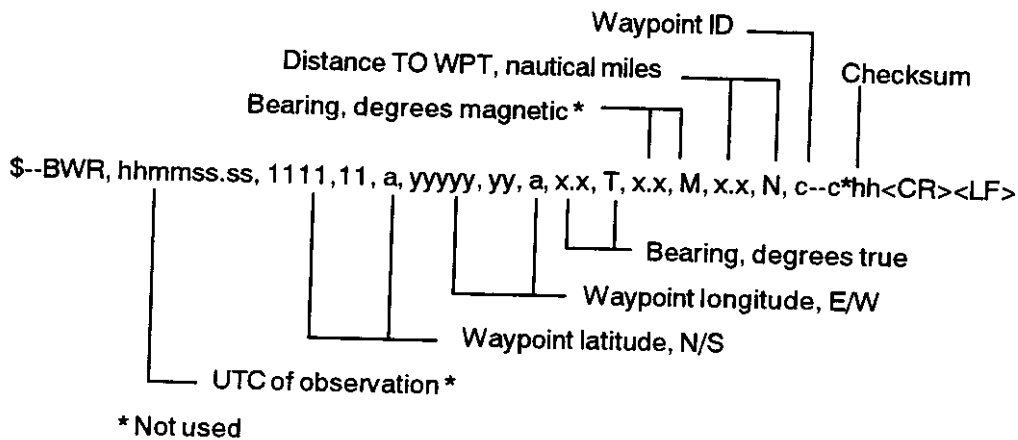 Waypoint ID
Distance TO WPT, nautical miles
Checksum
Bearing, degrees magnetic *
$--BWR, hhmmss.ss, 1111,11, a, yyyyy, yy, a, x.x, T, x.x, M, x.x, N, c--c*hh<CR><LF>
Bearing, degrees true
Waypoint longitude, E/W
Waypoint latitude, N/S
UTC of observation *
* Not used